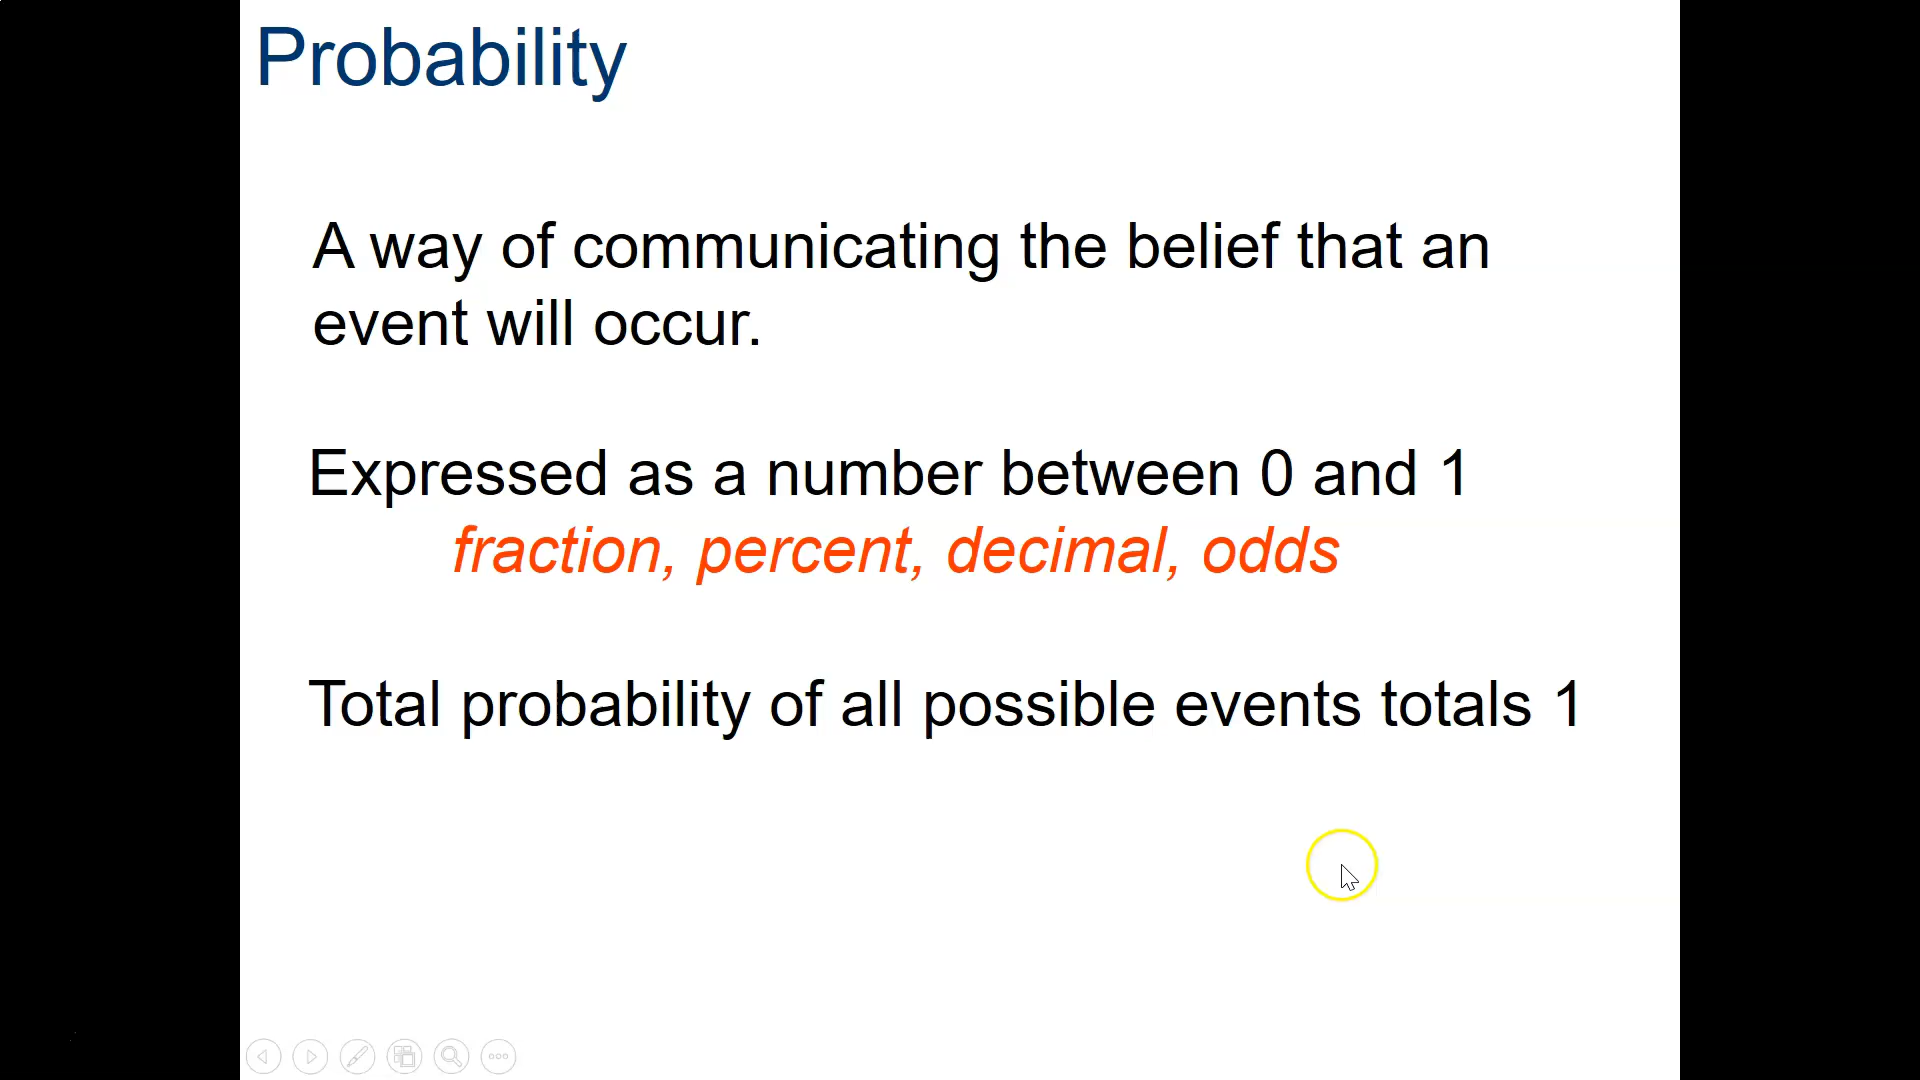 Probability
A way of communicating the belief that an
event will occur.
Expressed as a number between 0 and 1
fraction, percent, decimal, odds
Total probability of all possible events totals 1